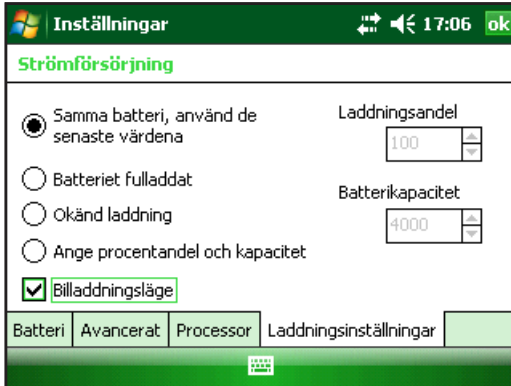 Inställningar 17:06 ok
Strömförsörjning
Samma batteri, använd de
senaste värdena
Batteriet fulladdat
Okänd laddning
Ange procentandel och kapacitet
Billaddningsläge
Laddningsandel
100
Batterikapacitet
4000
Batteri Avancerat Processor Laddningsinställningar